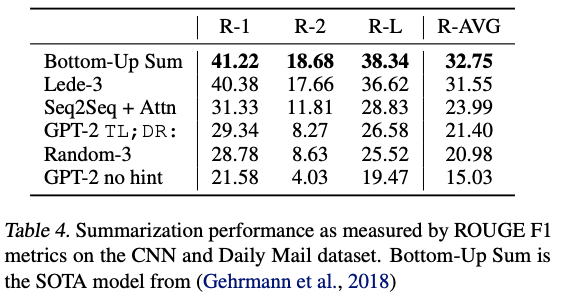 R-1 R-2 R-L R-AVG
Bottom-Up Sum 41.22 18.68 38.34 32.75
Lede-3 40.38 17.66 36.62 31.55
Seq2Seq + Attn 31.33 11.81 28.83 23.99
GPT-2 TL;DR: 29.34 8.27 26.58 21.40
Random-3 28.78 8.63 25.52 20.98
GPT-2 no hint 21.58 4.03 19.47 15.03
Table 4. Summarization performance as measured by ROUGE F1
metrics on the CNN and Daily Mail dataset. Bottom-Up Sum is
the SOTA model from (Gehrmann et al., 2018)